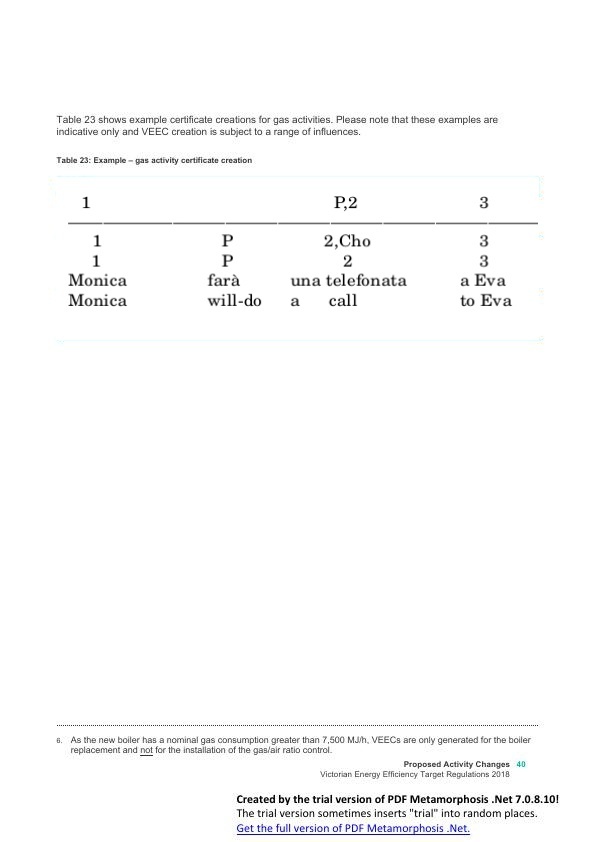 Table 23 shows example certificate creations for gas activities. Please note that these examples are
indicative only and VEEC creation is subject to a range of influences.
Table 23: Example – gas activity certificate creation
1 P,2 3
1 P 2,Cho 3
1 P 2 3
Monica farà una telefonata a Eva
Monica will-do a call to Eva
6. As the new boiler has a nominal gas consumption greater than 7,500 MJ/h, VEECs are only generated for the boiler
replacement and not for the installation of the gas/air ratio control.
Proposed Activity Changes 40
Victorian Energy Efficiency Target Regulations 2018
Created by the trial version of PDF Metamorphosis .Net 7.0.8.10!
The trial version sometimes inserts "trial" into random places.
Get the full version of PDF Metamorphosis .Net.